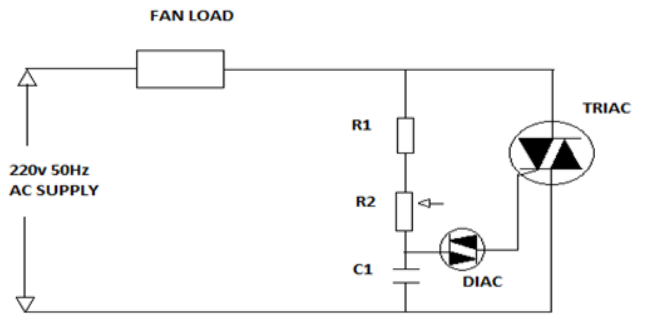 FAN LOAD
TRIAC
R1
220v 50Hz
AC SUPPLY
R2
C1
DIAC